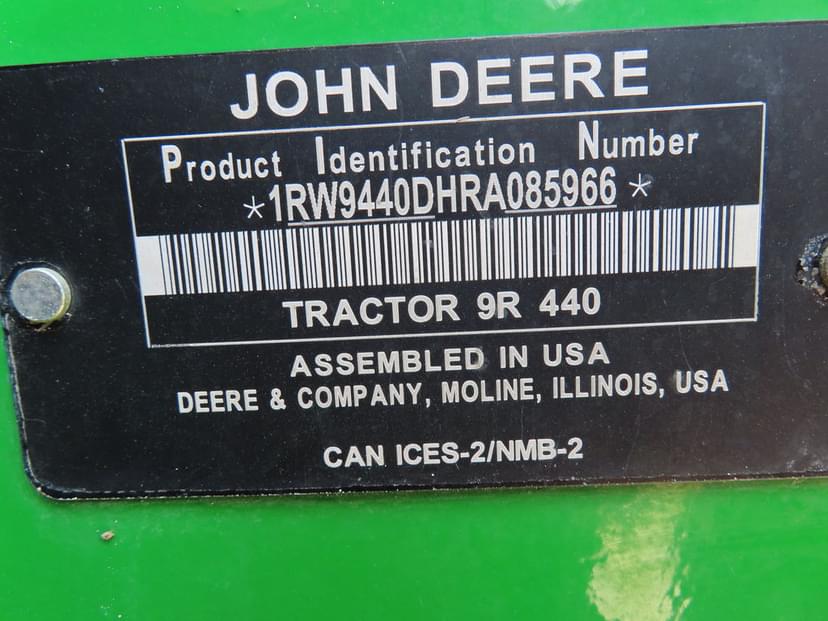 JOHN DEERE
Product Identification Number
*1RW9440DHRA085966*
TRACTOR 9R 440
ASSEMBLED IN USA
DEERE & COMPANY, MOLINE, ILLINOIS, USA
CAN ICES-2/NMB-2